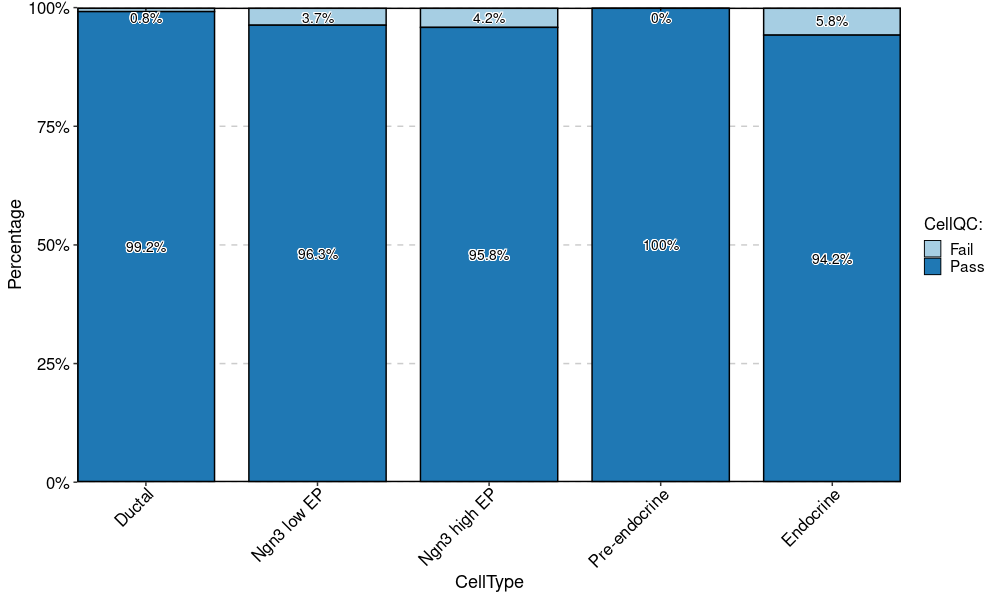 100%
75%
50%
25%
0%
Percentage
0.8%
3.7%
4.2%
0%
5.8%
99.2%
96.3%
95.8%
100%
94.2%
Ductal
Ngn3 low EP
Ngn3 high EP
Pre-endocrine
Endocrine
CellType
CellQC:
Fail
Pass